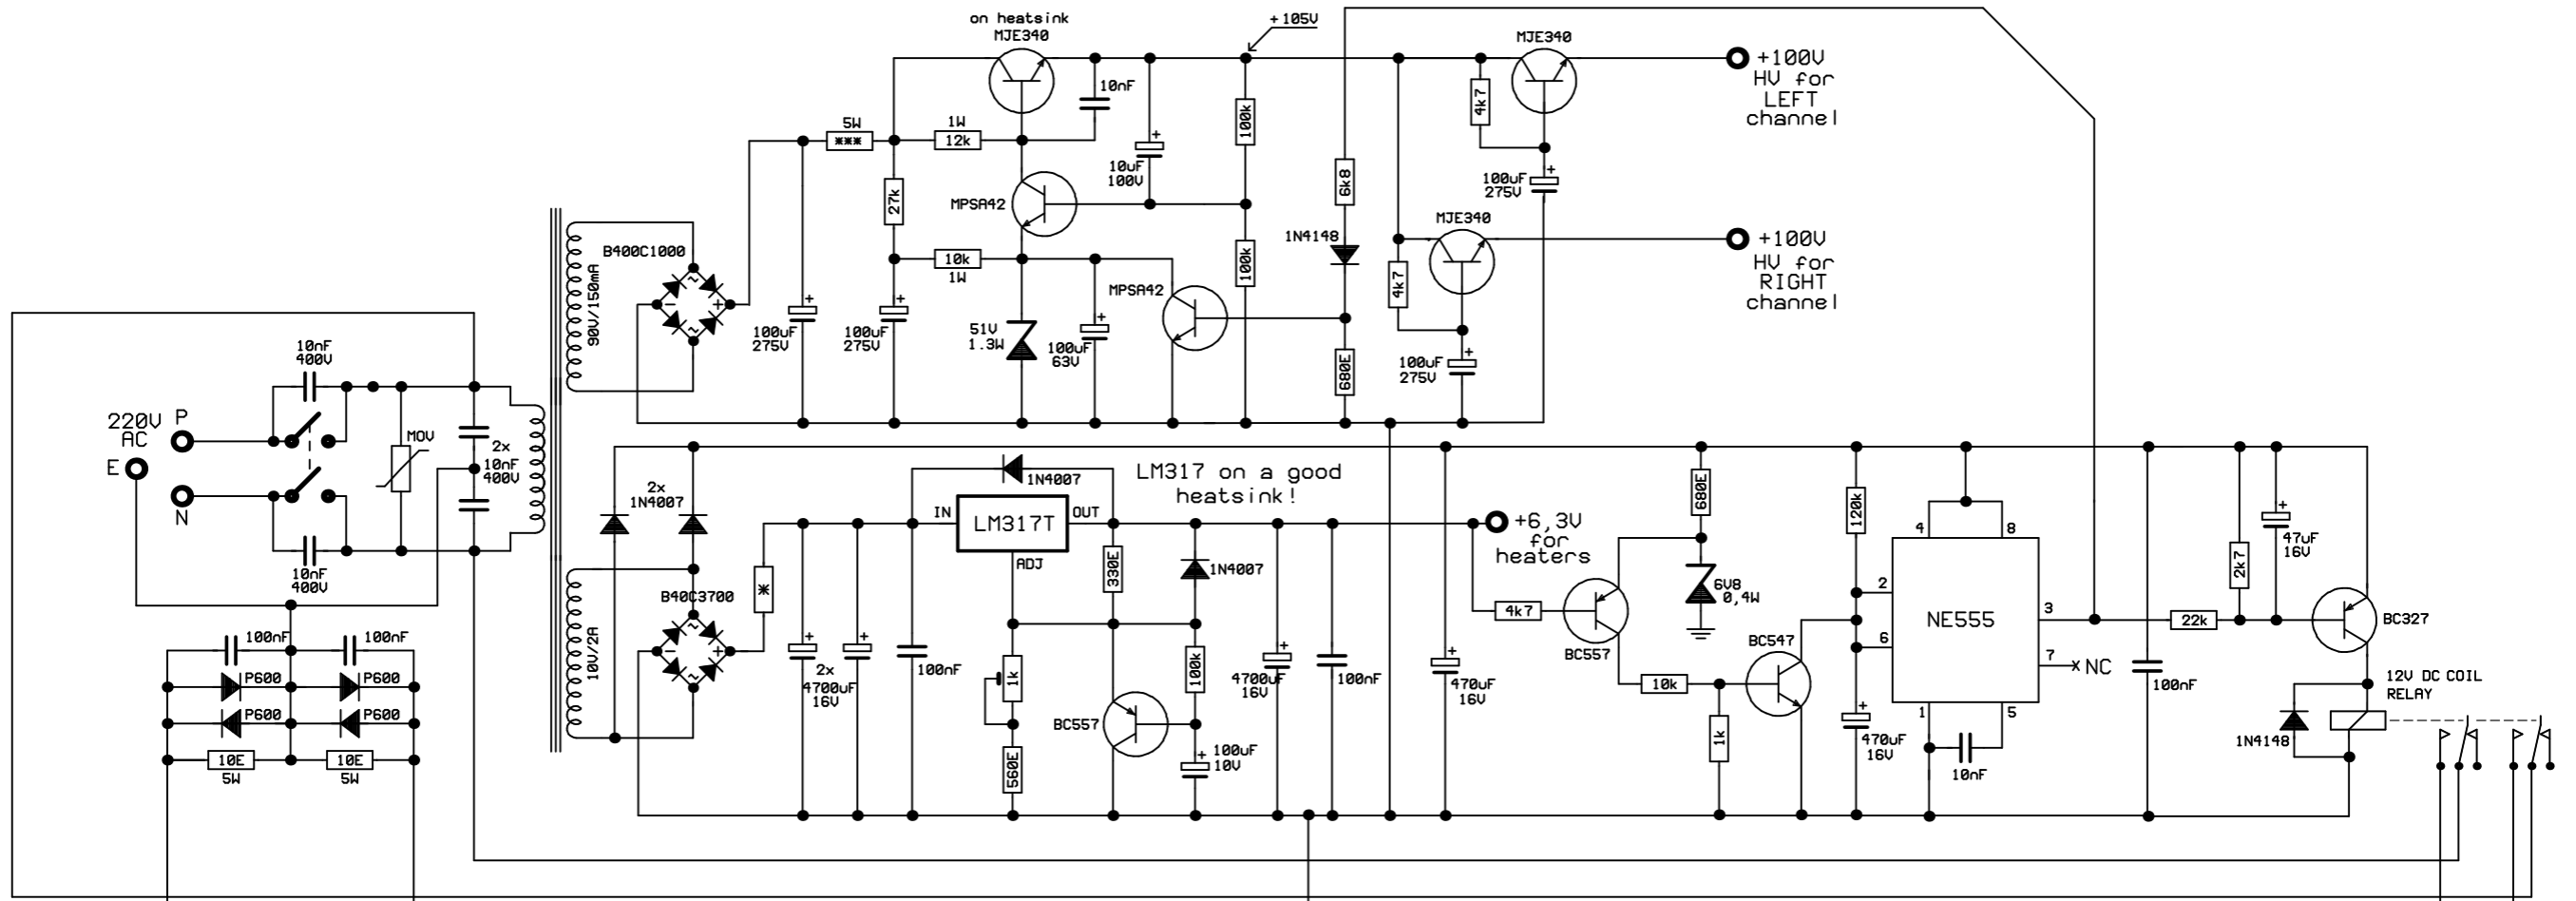 on heatsink
MJE340
+105V
MJE340
+100V
HV for
LEFT
channel
10nF
4k7
100k
5W
***
1W
12k
10uF
100V
100uF
275V
6k8
27k
MPSA42
MJE340
+100V
HV for
RIGHT
channel
1N4148
B400C1000
90V/150mA
10k
1W
100k
4k7
MPSA42
100uF
275V
100uF
275V
51V
1.3W
100uF
63V
680E
100uF
275V
10nF
400V
220V
AC
P
E
N
MOV
2x
10nF
400V
10nF
400V
2x
1N4007
1N4007
LM317 on a good
heatsink!
IN
LM317T
OUT
ADJ
+6,3V
for
heaters
680E
120k
4
8
47uF
16V
330E
1N4007
2k7
6V8
0,4W
10V/2A
B40C3700
*
4k7
BC557
2
3
NE555
22k
BC327
6
7
NC
BC547
100nF
100nF
P600
P600
P600
P600
10E
5W
10E
5W
2x
4700uF
16V
100nF
1k
100k
4700uF
16V
100nF
470uF
16V
10k
1k
BC557
100uF
10V
560E
470uF
16V
1
5
10nF
100nF
12V DC COIL
RELAY
1N4148